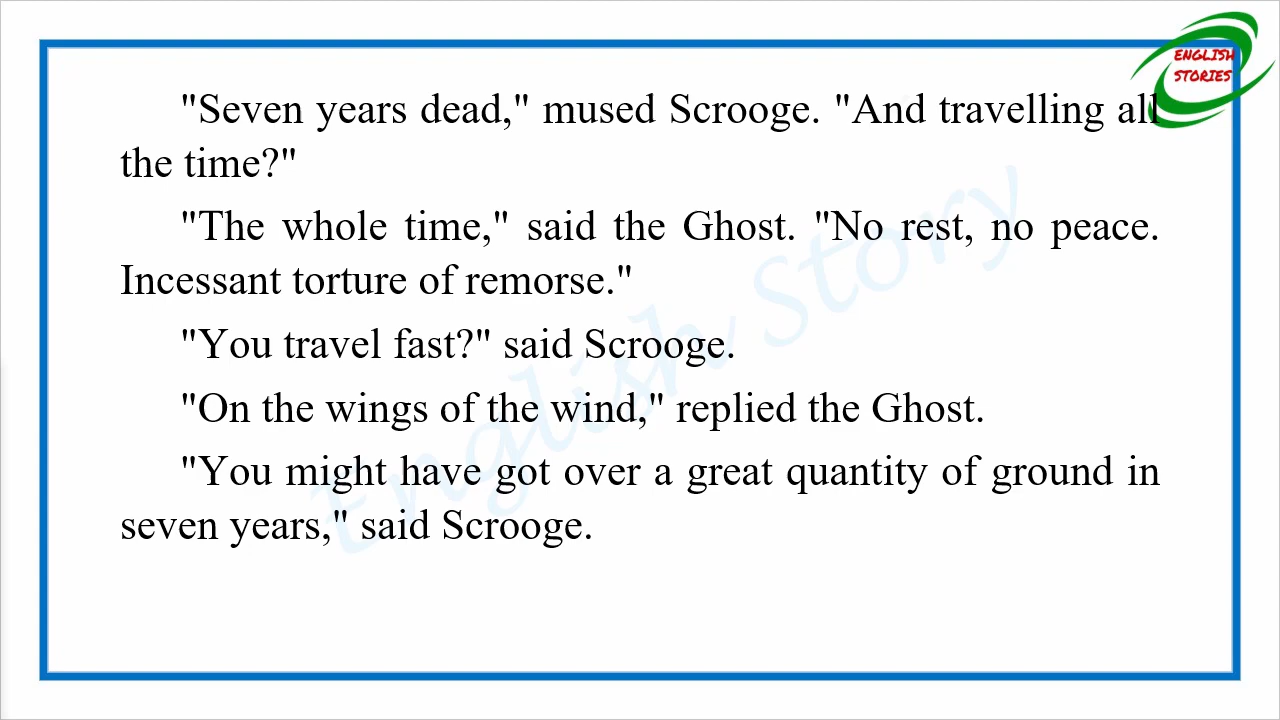 ENGLISH
STORIES
"Seven years dead," mused Scrooge. "And travelling all
the time?"
"The whole time," said the Ghost. "No rest, no peace.
Incessant torture of remorse."
"You travel fast?" said Scrooge.
"On the wings of the wind," replied the Ghost.
"You might have got over a great quantity of ground in
seven years," said Scrooge.
English Story